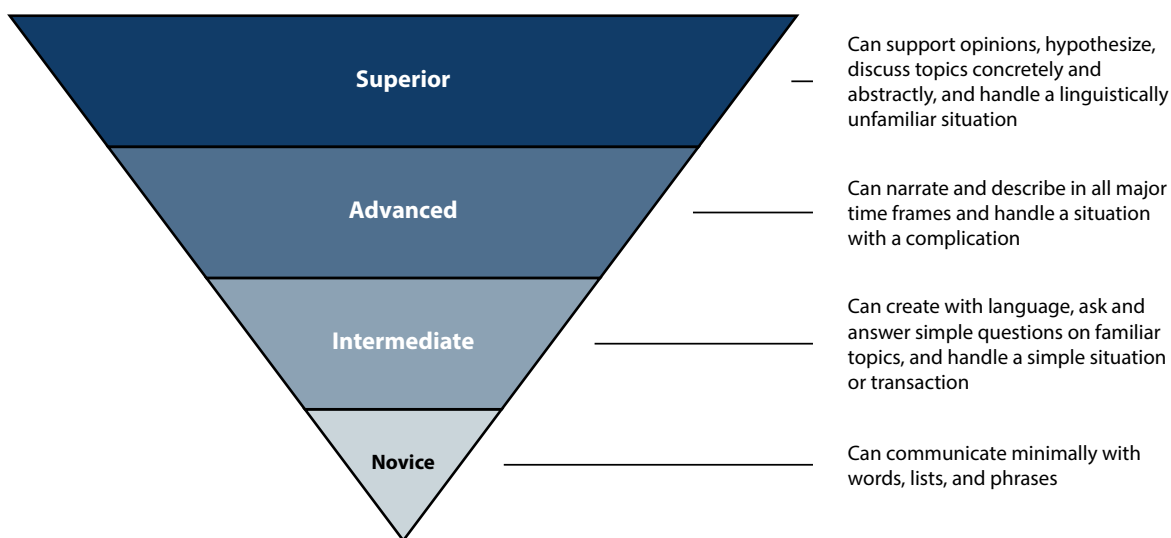 Superior
Can support opinions, hypothesize,
discuss topics concretely and
abstractly, and handle a linguistically
unfamiliar situation
Advanced
Can narrate and describe in all major
time frames and handle a situation
with a complication
Intermediate
Can create with language, ask and
answer simple questions on familiar
topics, and handle a simple situation
or transaction
Novice
Can communicate minimally with
words, lists, and phrases